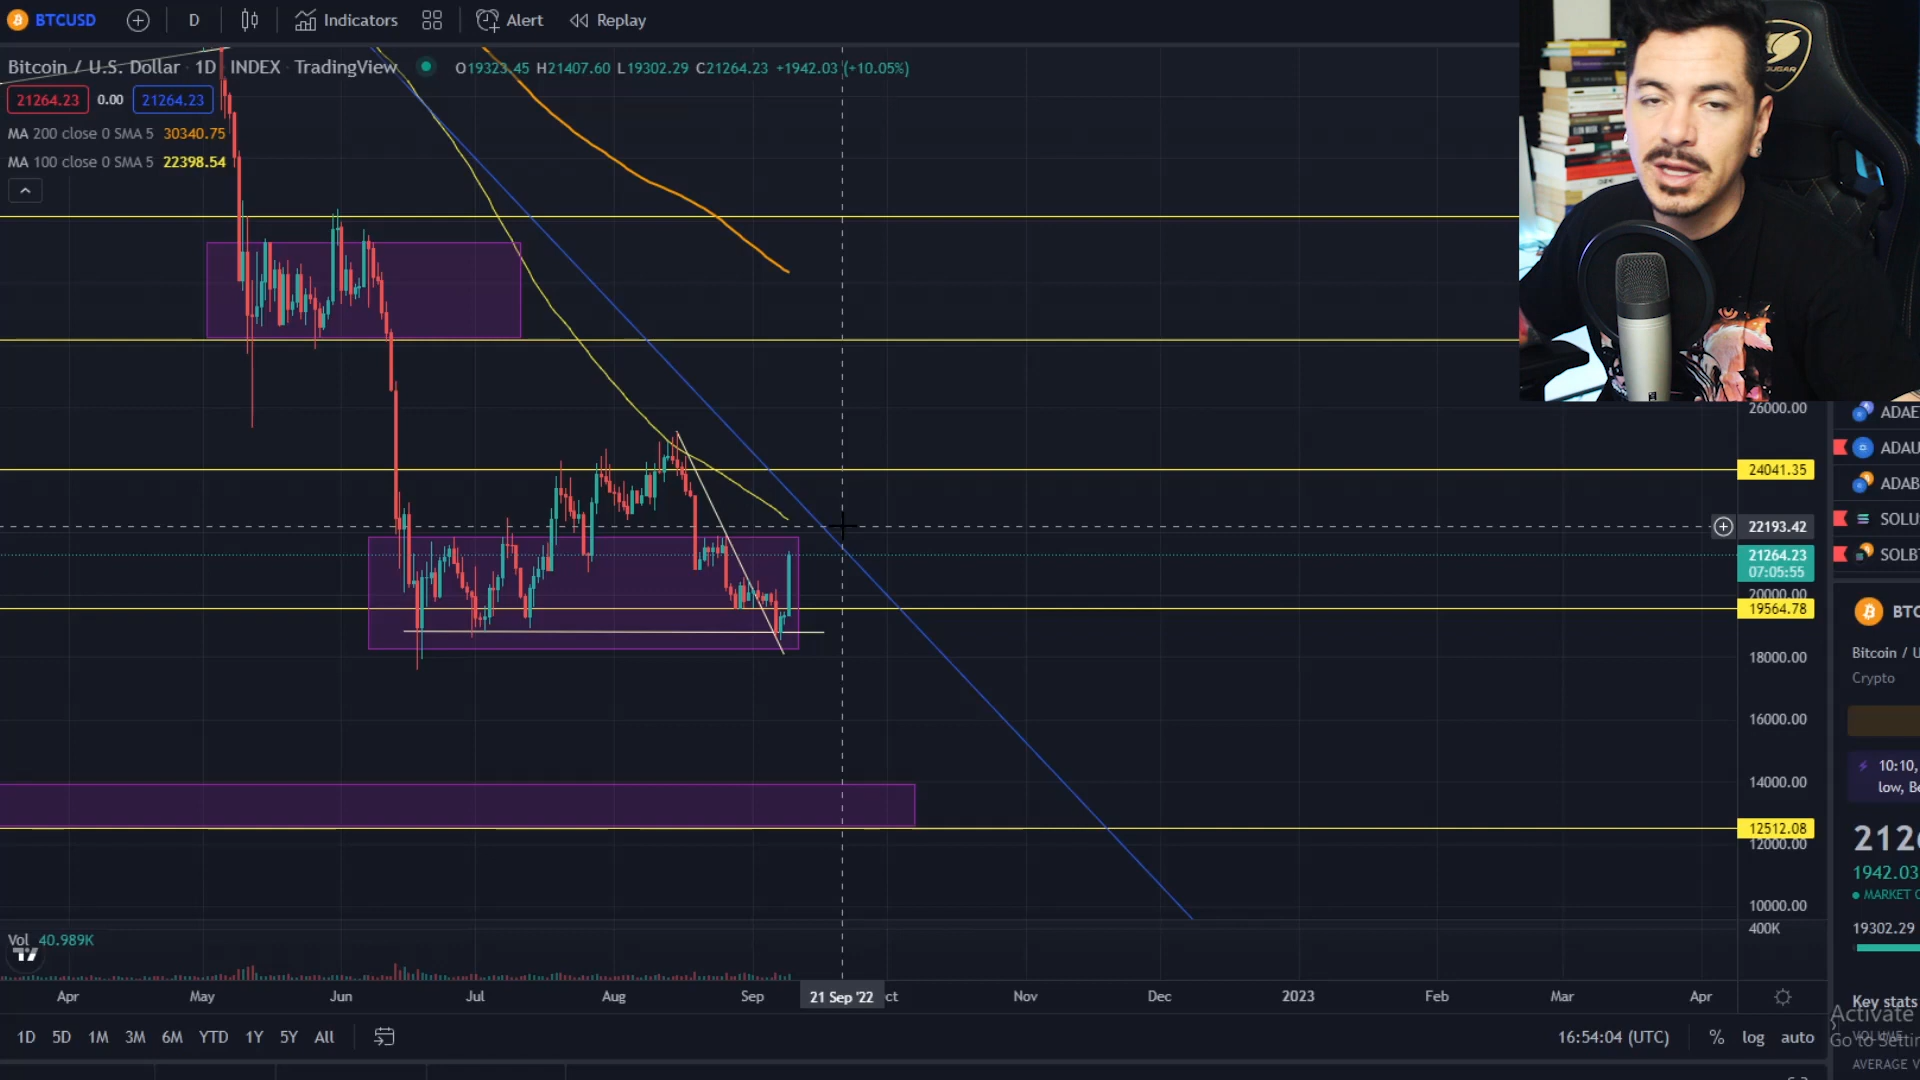 BTCUSD D Indicators Alert Replay
Bitcoin / U.S. Dollar · 1D INDEX · TradingView O19323.45 H21407.60 L19302.29 C21264.23 +1942.03 (+10.05%)
21264.23 0.00 21264.23
MA 200 close 0 SMA 5 30340.75
MA 100 close 0 SMA 5 22398.54
COUGAR
26000.00
24041.35
22193.42
21264.23
07:05:55
20000.00
19564.78
18000.00
16000.00
14000.00
12512.08
12000.00
10000.00
400K
ADAE
ADAU
ADAB
SOLU
SOLB
BTC
Bitcoin / U
Crypto
10:10,
low, Be
212
1942.03
MARKET
19302.29
Key stats
Activate
Go to Settin
AVERAGE V
Vol 40.989K
Apr May Jun Jul Aug Sep 21 Sep '22 ct Nov Dec 2023 Feb Mar Apr
1D 5D 1M 3M 6M YTD 1Y 5Y All 16:54:04 (UTC) % log auto